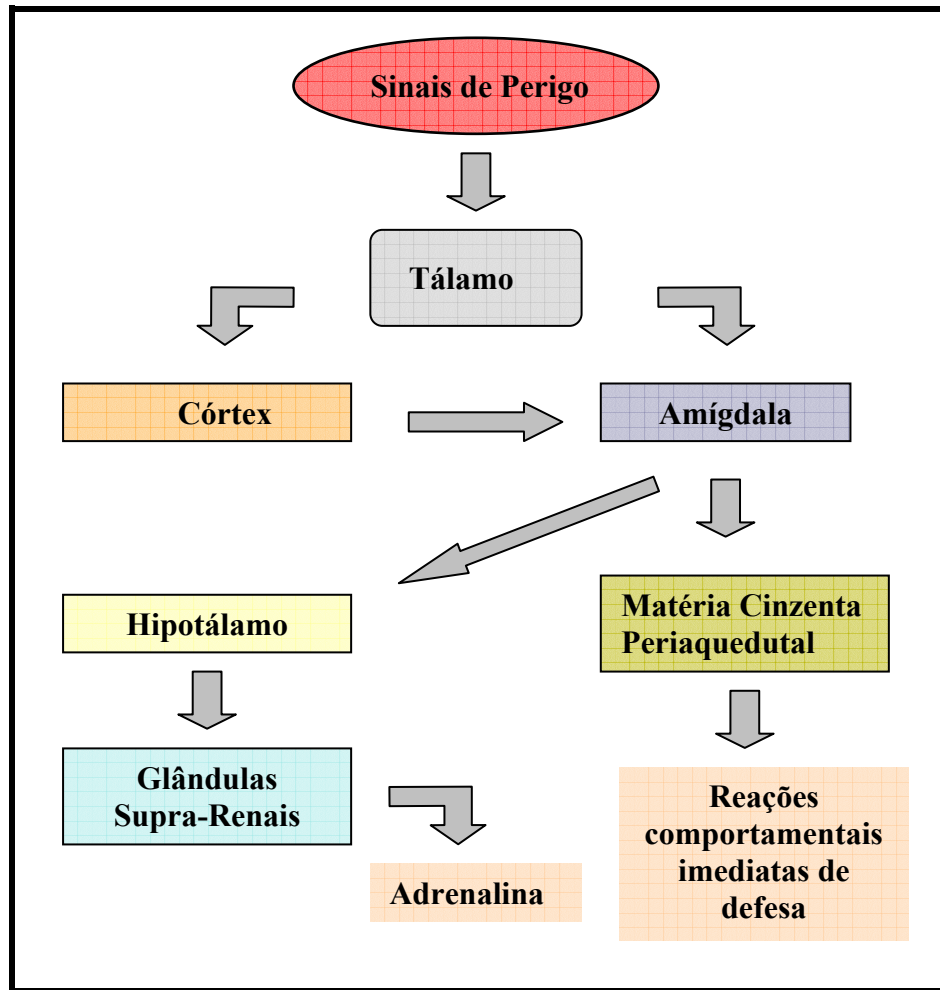 Sinais de Perigo
Tálamo
Córtex
Amígdala
Hipotálamo
Matéria Cinzenta
Periaquedutal
Glândulas
Supra-Renais
Adrenalina
Reações
comportamentais
imediatas de
defesa